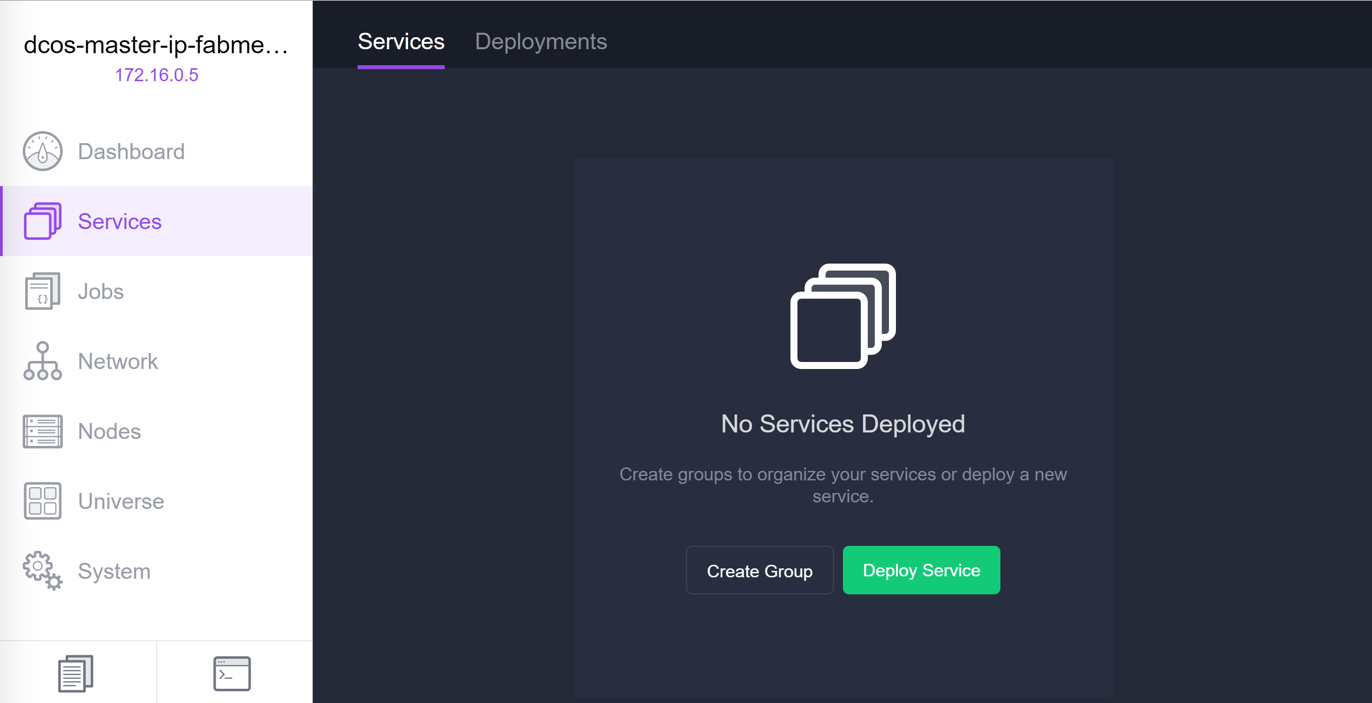 dcos-master-ip-fabme...
172.16.0.5
Dashboard
Services
Jobs
Network
Nodes
Universe
System
Services
Deployments
No Services Deployed
Create groups to organize your services or deploy a new
service.
Create Group
Deploy Service